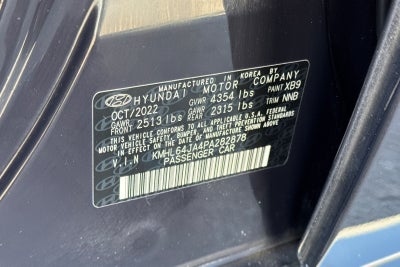 MANUFACTURED IN KOREA BY
HYUNDAI MOTOR COMPANY
OCT/2022 GVWR 4354 lbs PAINT XB9
GAWR FRONT 2513 lbs GAWR REAR 2315 lbs TRIM NNB
THIS VEHICLE CONFORMS TO ALL APPLICABLE FEDERAL
MOTOR VEHICLE SAFETY, BUMPER, AND THEFT PREVENTION STANDARDS
IN EFFECT ON THE DATE OF MANUFACTURE SHOWN ABOVE.
V.I.N KMHL64JA4PA282878
PASSENGER CAR